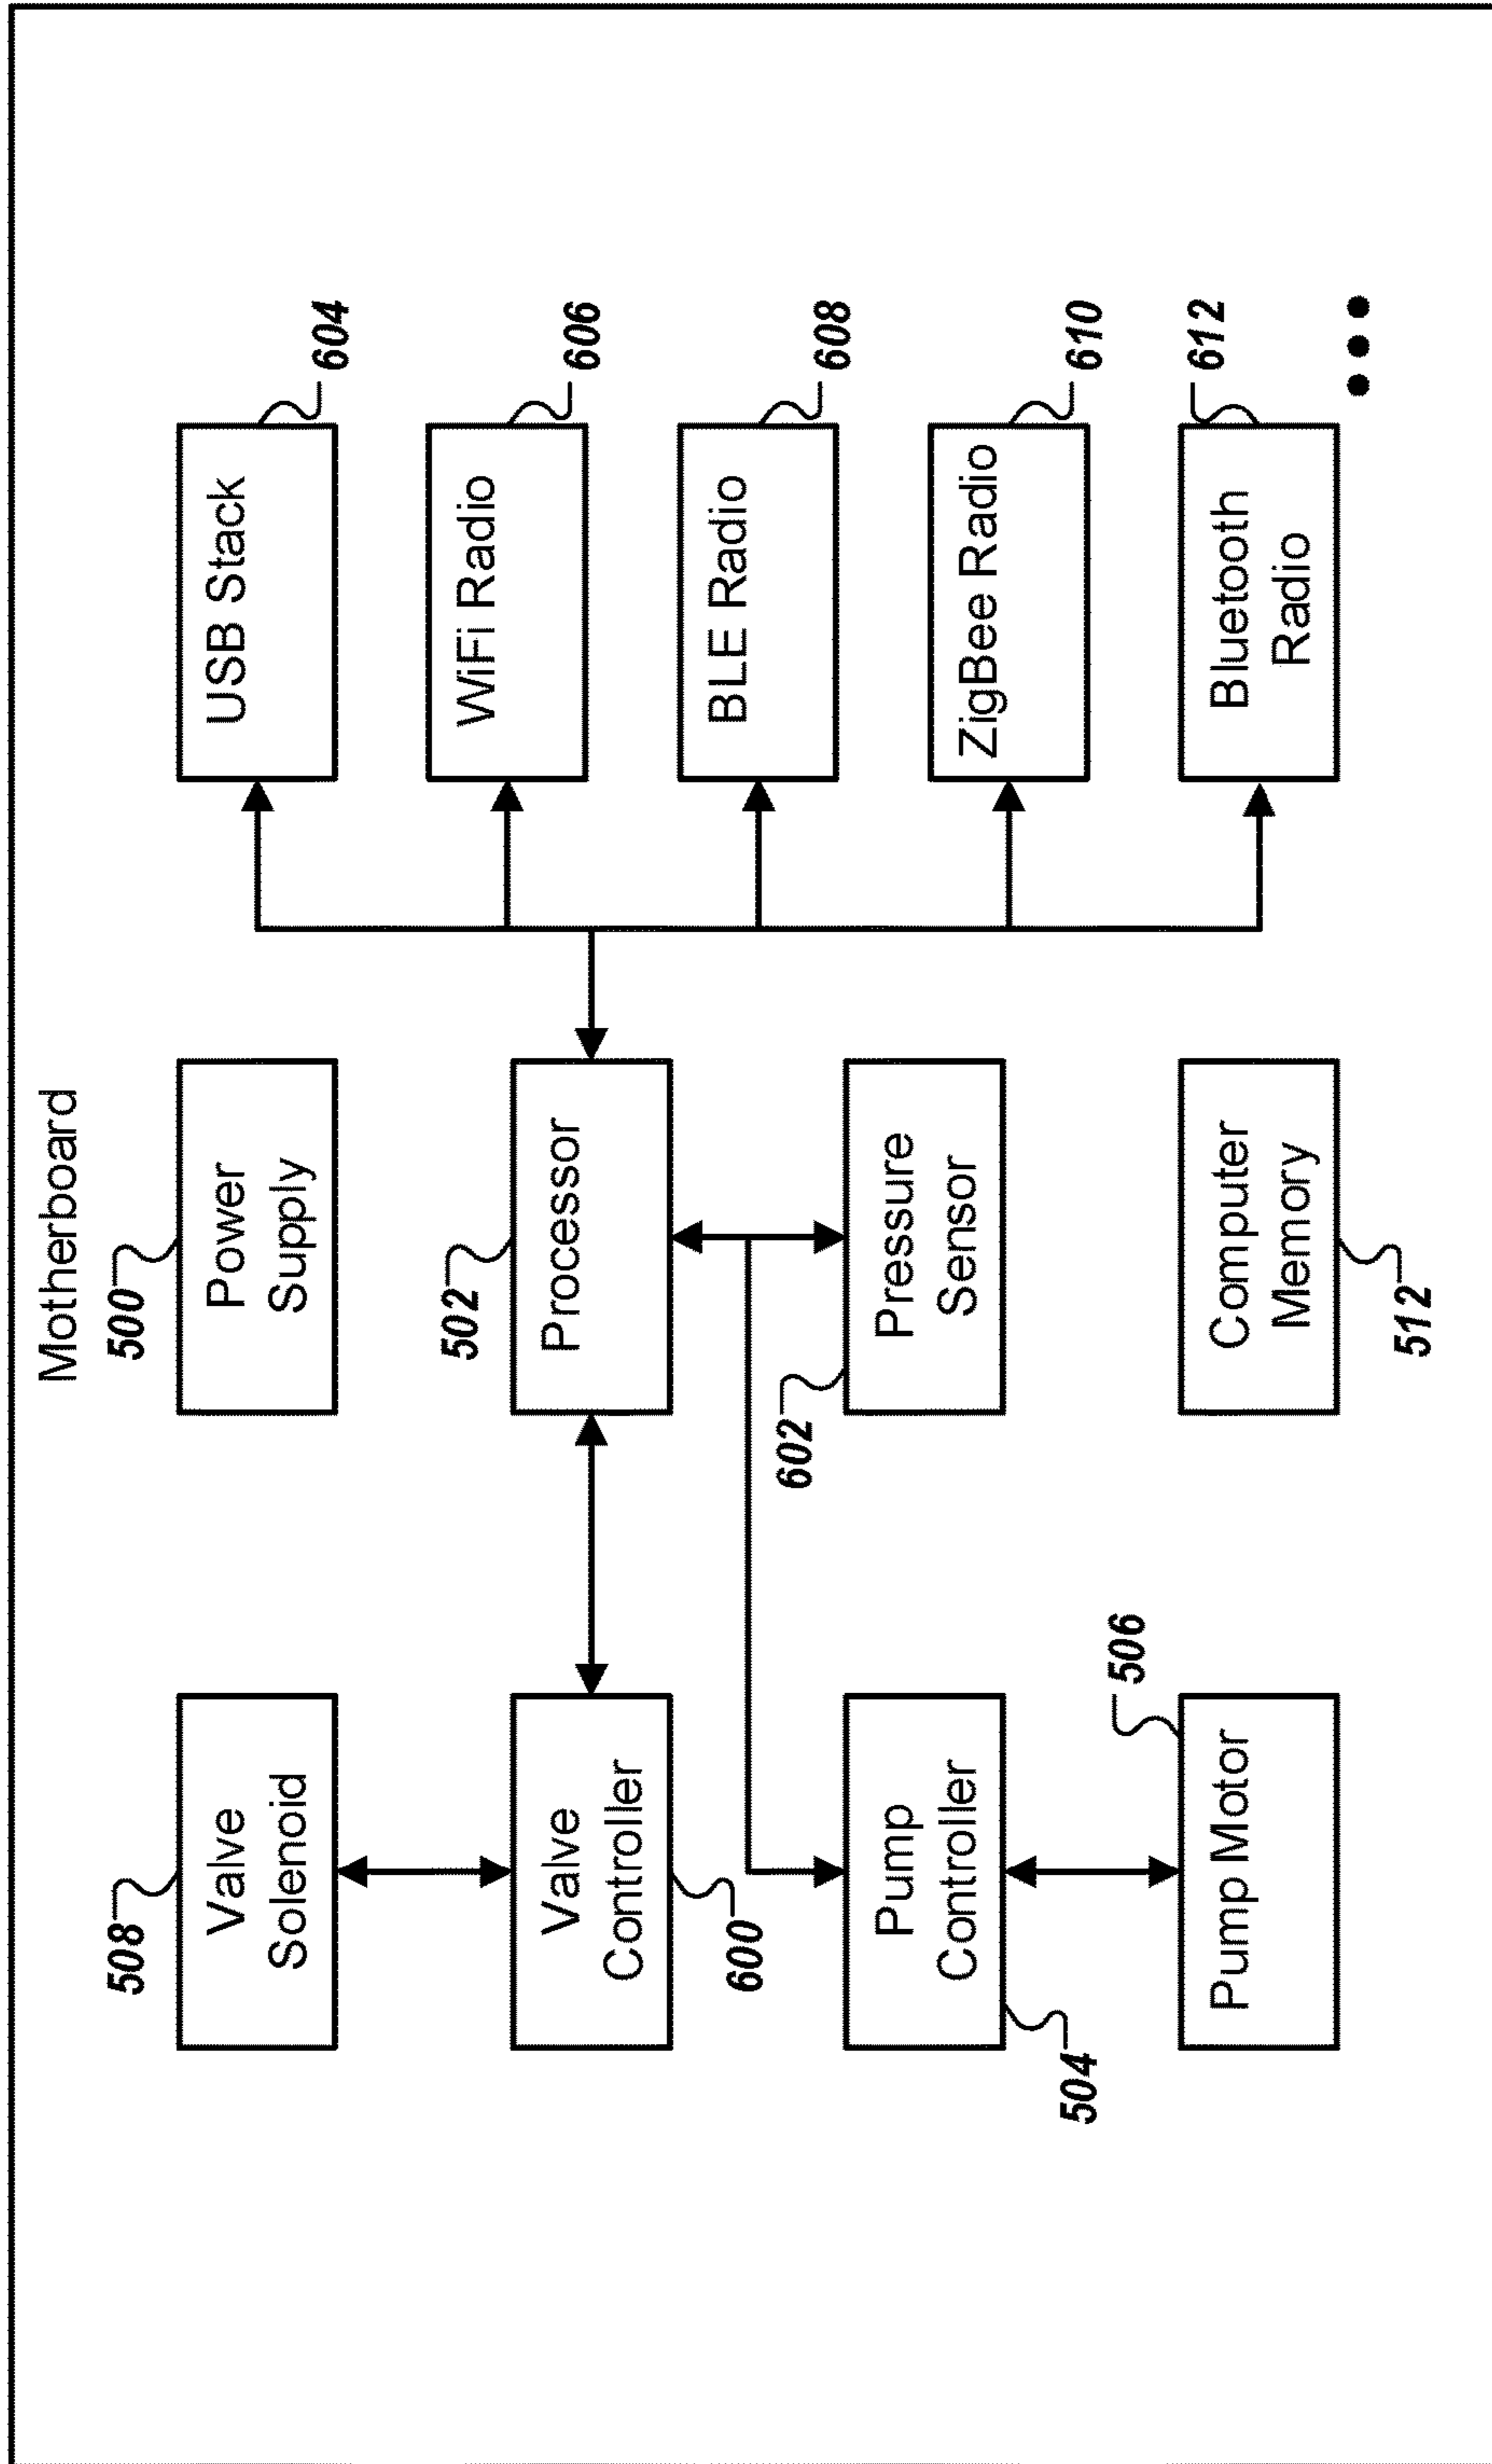 Motherboard
508
Valve
Solenoid
500
Power
Supply
USB Stack
604
WiFi Radio
606
Valve
Controller
600
502
Processor
BLE Radio
608
Pump
Controller
504
602
Pressure
Sensor
ZigBee Radio
610
506
Pump Motor
Computer
Memory
512
Bluetooth
Radio
612